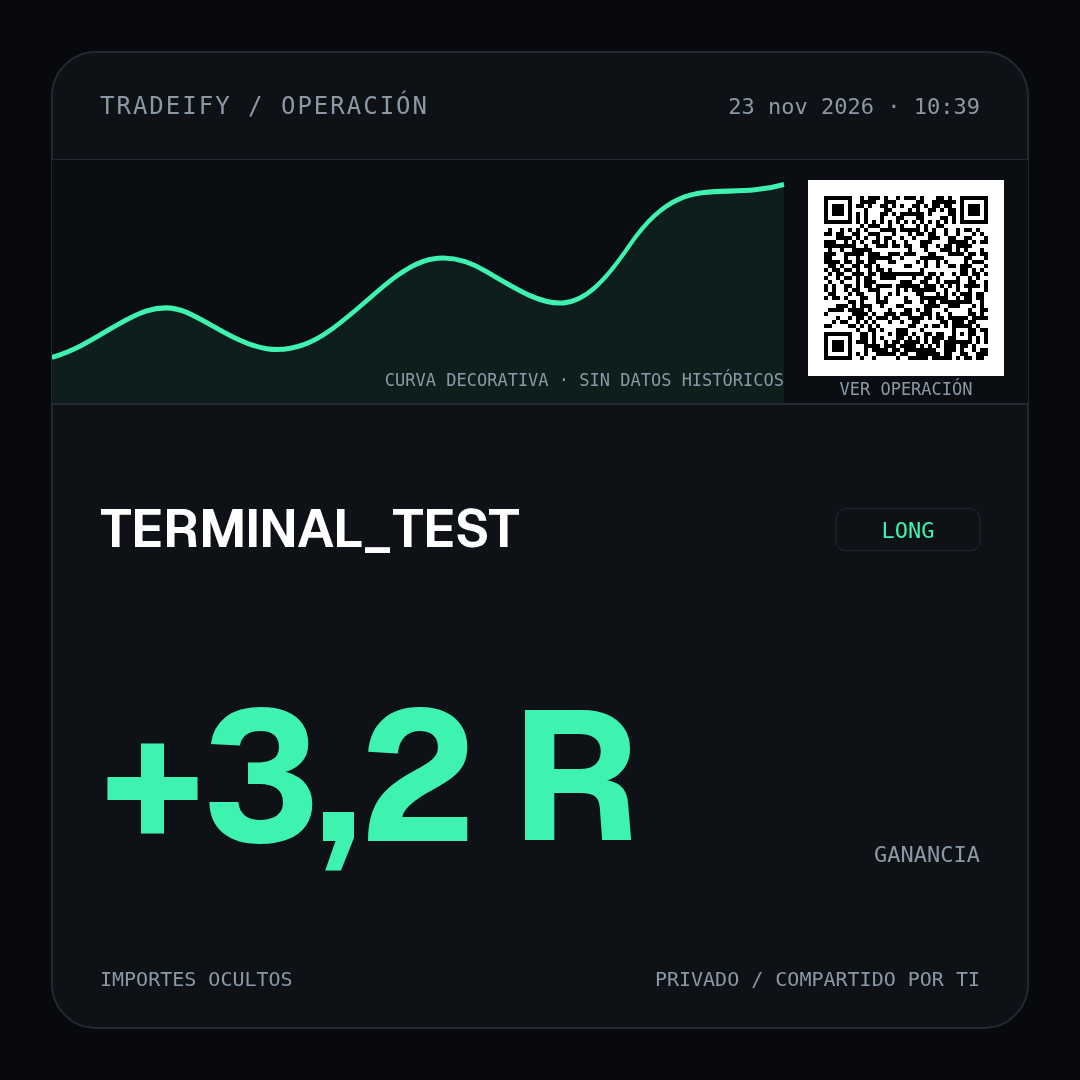 TRADEIFY / OPERACIÓN
23 nov 2026 · 10:39
CURVA DECORATIVA · SIN DATOS HISTÓRICOS
VER OPERACIÓN
TERMINAL_TEST
LONG
+3,2 R
GANANCIA
IMPORTES OCULTOS
PRIVADO / COMPARTIDO POR TI